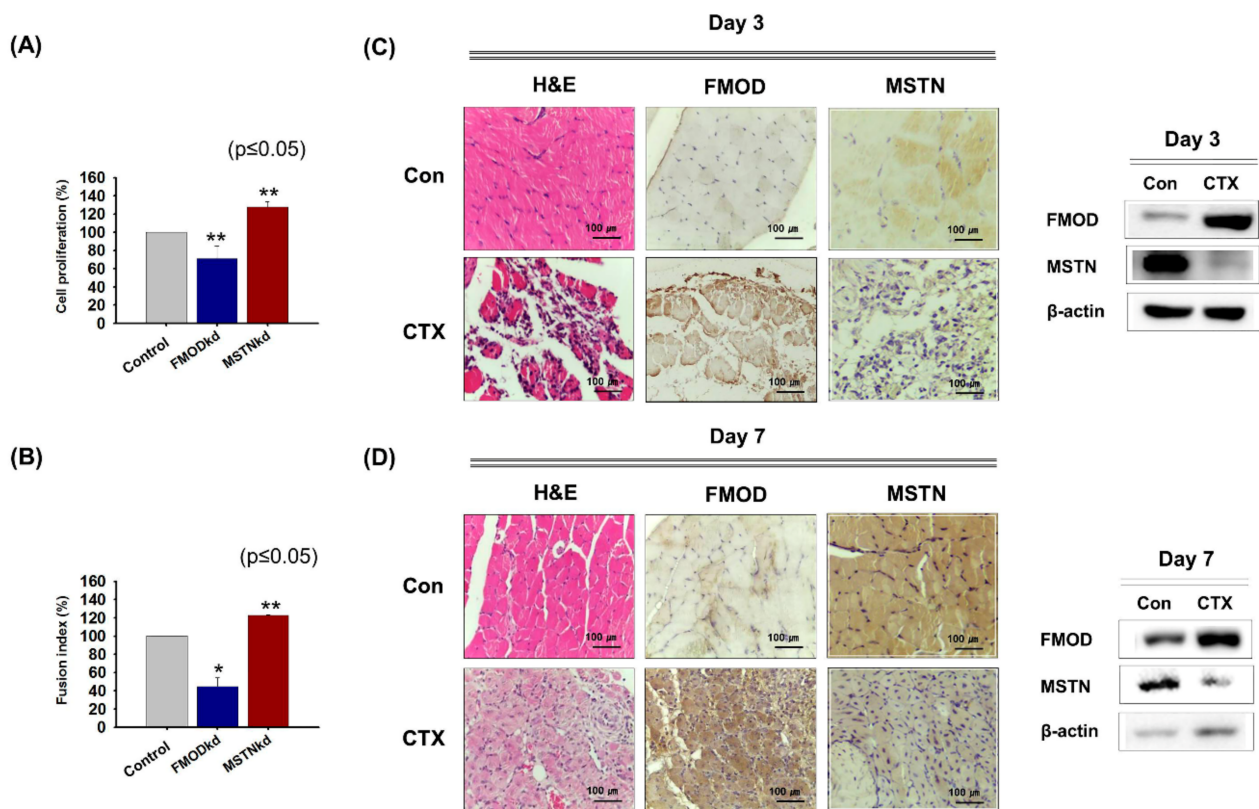 (A)
(p≤0.05)
Cell proliferation (%)
160
140
120
100
80
60
40
20
0
**
**
Control
FMODkd
MSTNkd
(B)
(p≤0.05)
Fusion index (%)
160
140
120
100
80
60
40
20
0
*
**
Control
FMODkd
MSTNkd
(C)
Day 3
H&E
FMOD
MSTN
Con
100 μm
100 μm
100 μm
CTX
100 μm
100 μm
100 μm
Day 3
Con CTX
FMOD
MSTN
β-actin
(D)
Day 7
H&E
FMOD
MSTN
Con
100 μm
100 μm
100 μm
CTX
100 μm
100 μm
100 μm
Day 7
Con CTX
FMOD
MSTN
β-actin